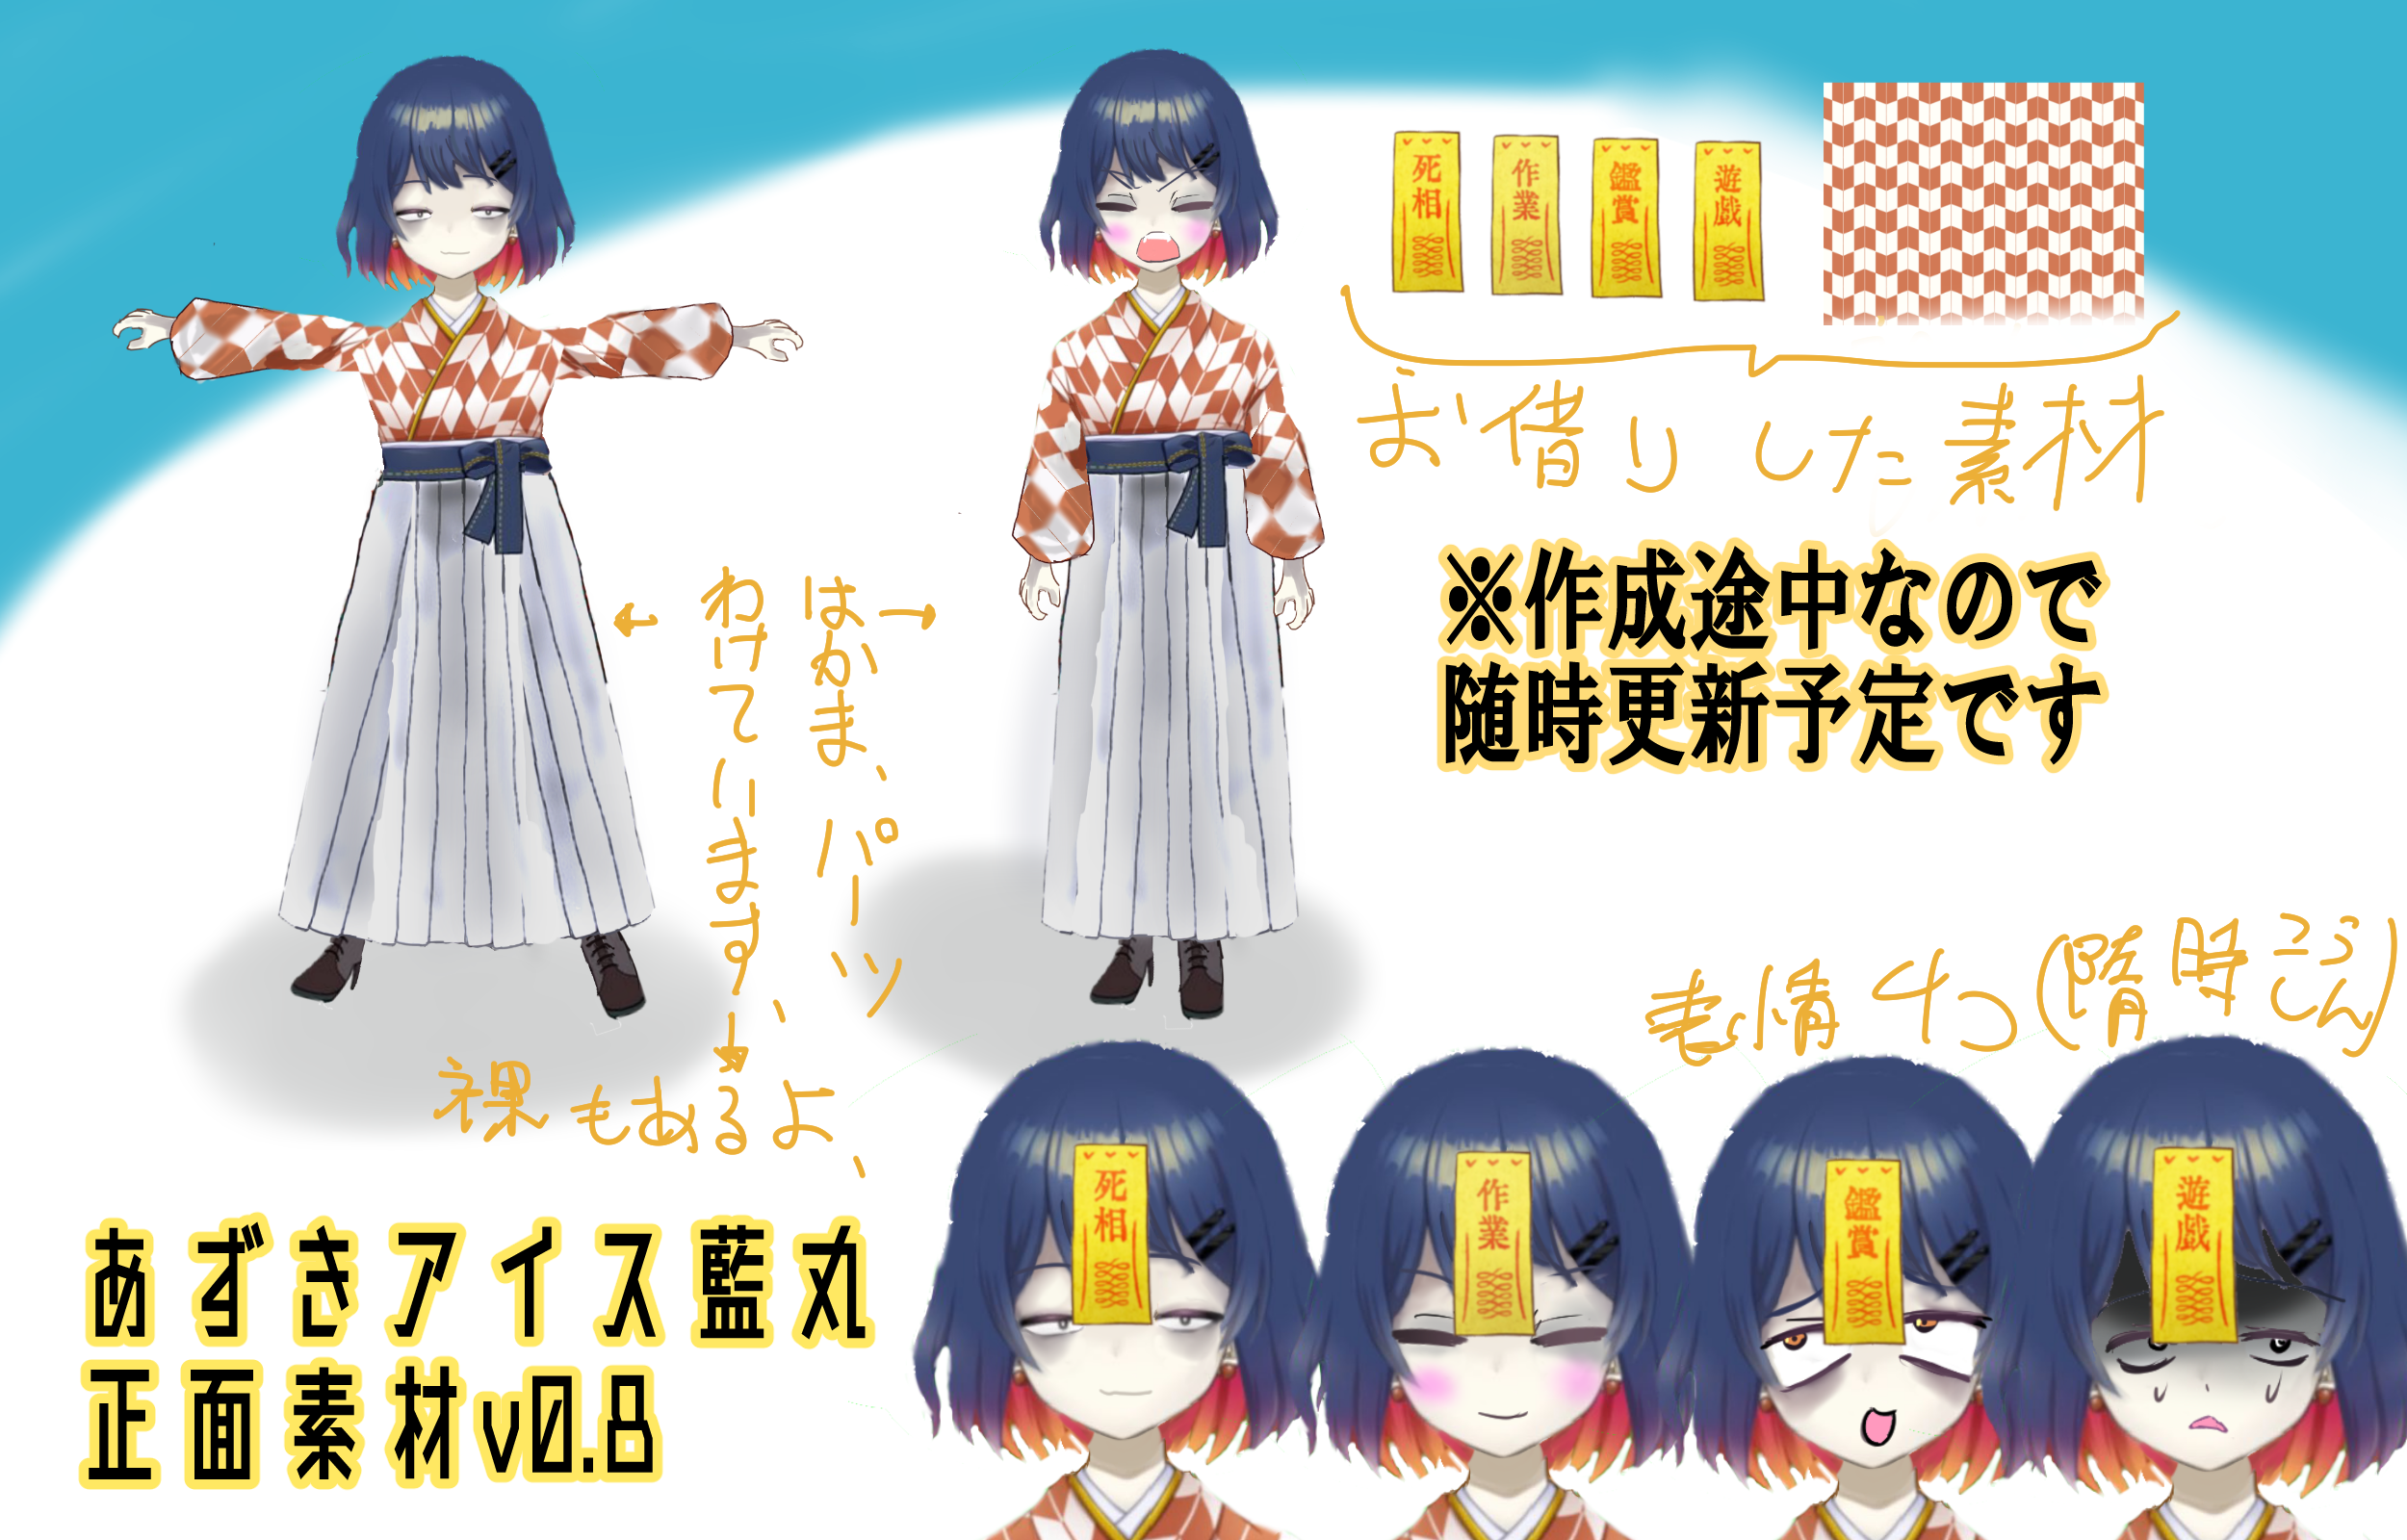 死相
作業
鑑賞
遊戯
お借りした素材
※作成途中なので
随時更新予定です
はかま、パーツ
わけています、
裸もあるよ、
表情4つ(随時こうしん)
死相
作業
鑑賞
遊戯
あずきアイス藍丸
正面素材v0.8